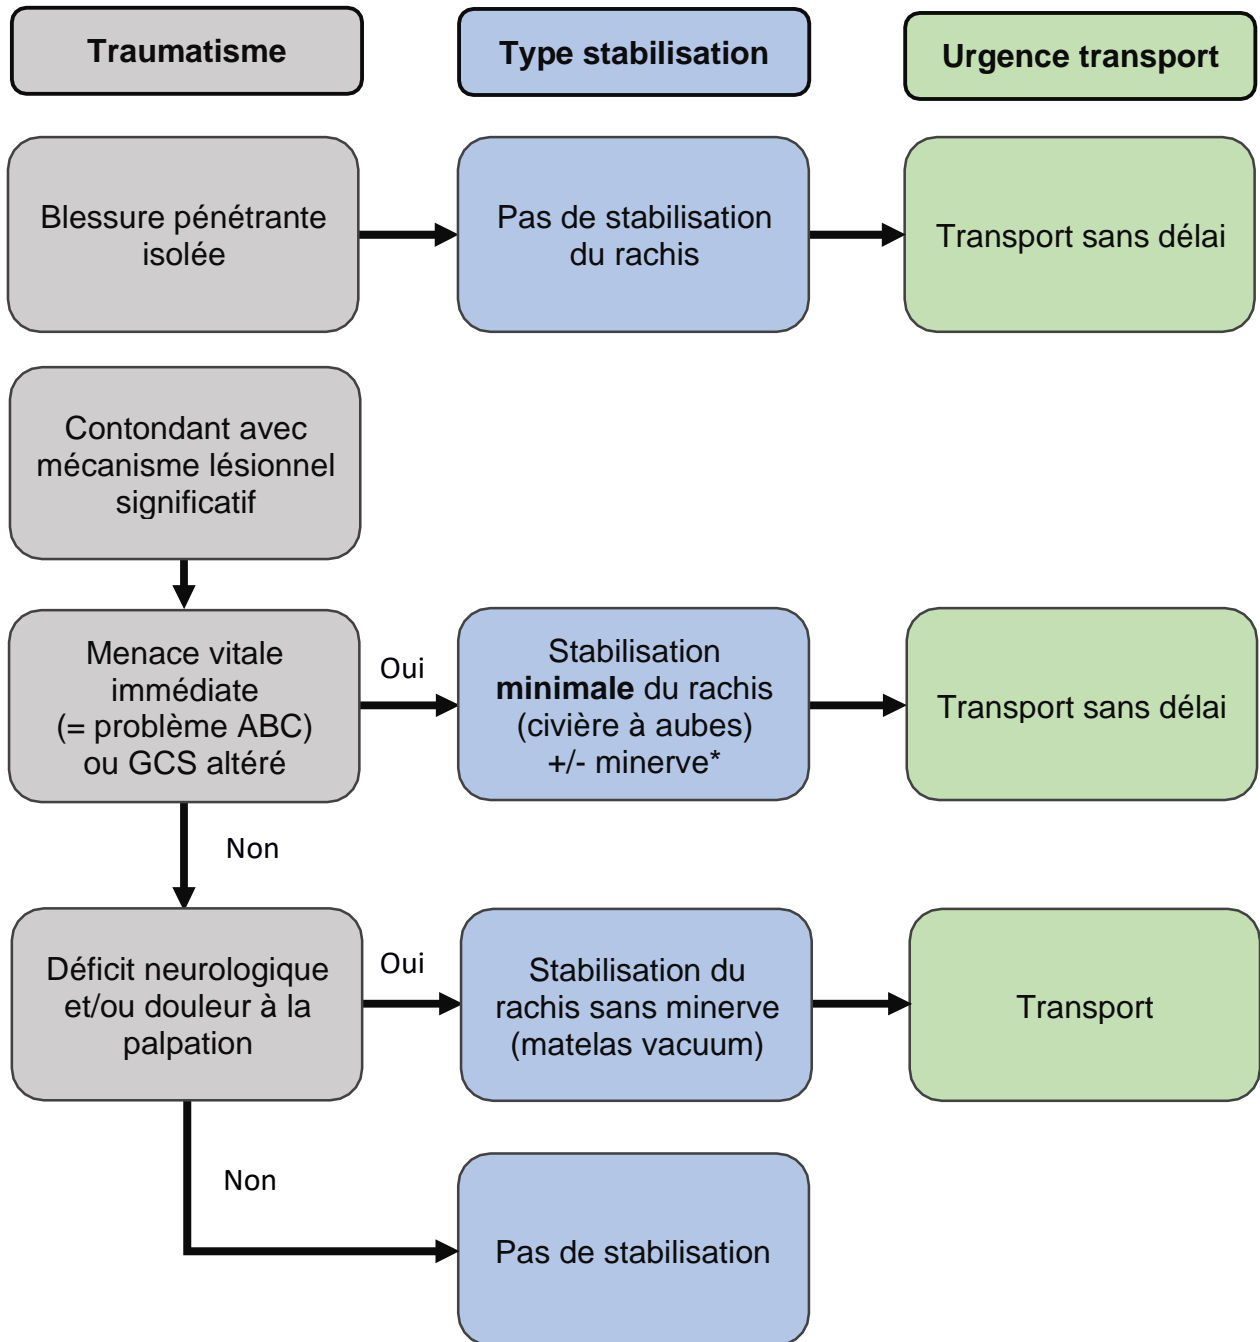 Traumatisme
Type stabilisation
Urgence transport
Blessure pénétrante
isolée
Pas de stabilisation
du rachis
Transport sans délai
Contondant avec
mécanisme lésionnel
significatif
Menace vitale
immédiate
(= problème ABC)
ou GCS altéré
Oui
Stabilisation
minimale du rachis
(civière à aubes)
+/- minerve*
Transport sans délai
Non
Déficit neurologique
et/ou douleur à la
palpation
Oui
Stabilisation du
rachis sans minerve
(matelas vacuum)
Transport
Non
Pas de stabilisation